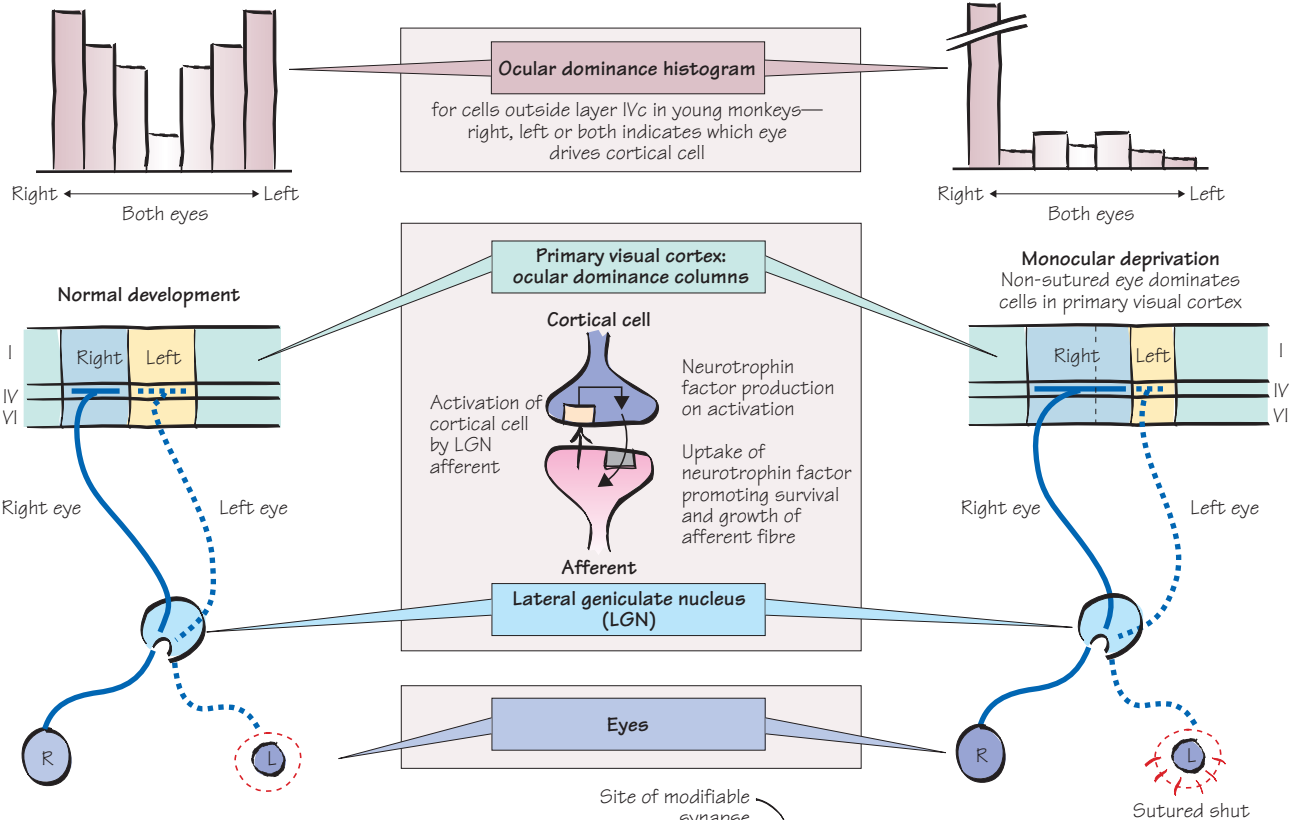 Ocular dominance histogram
for cells outside layer IVc in young monkeys—
right, left or both indicates which eye
drives cortical cell
Right
Left
Both eyes
Right
Left
Both eyes
Primary visual cortex:
ocular dominance columns
Normal development
I
IV
VI
Right
Left
Right eye
Left eye
R
L
Cortical cell
Activation of
cortical cell
by LGN
afferent
Neurotrophin
factor production
on activation
Uptake of
neurotrophin factor
promoting survival
and growth of
afferent fibre
Afferent
Lateral geniculate nucleus
(LGN)
Eyes
Monocular deprivation
Non-sutured eye dominates
cells in primary visual cortex
Right
Left
I
IV
VI
Right eye
Left eye
R
L
Sutured shut
Site of modifiable
synapse